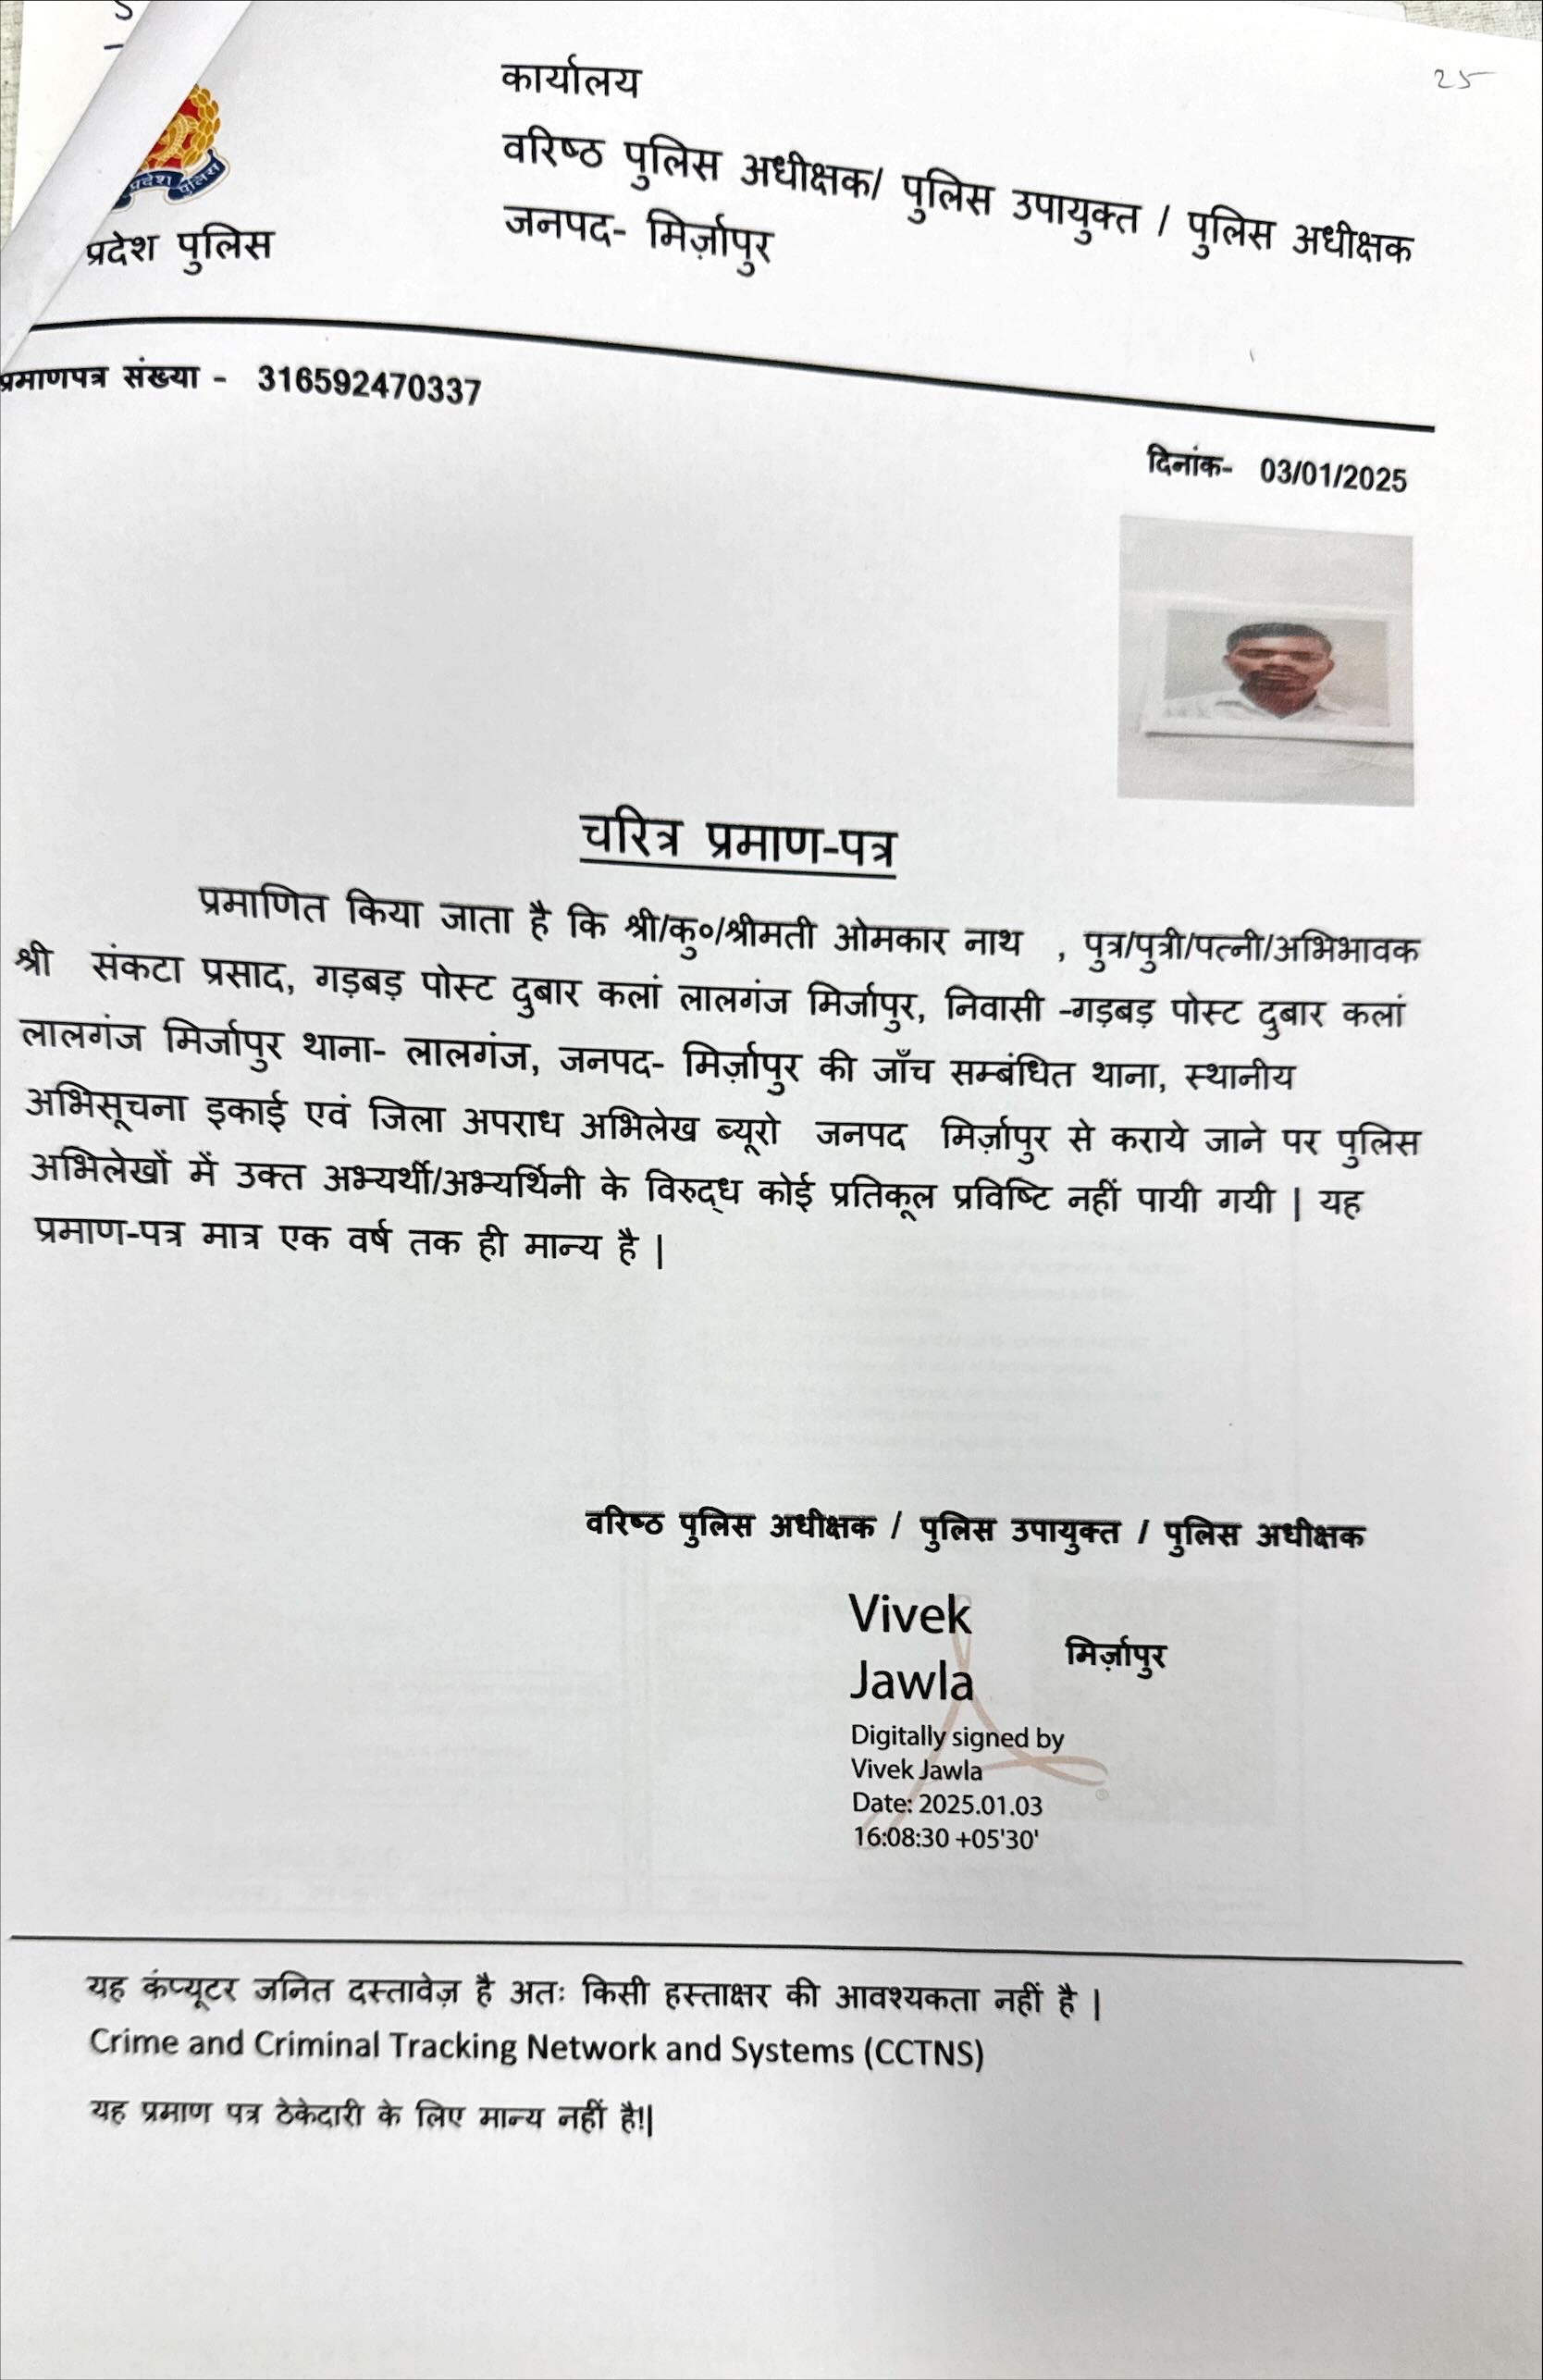 25
कार्यालय
वरिष्ठ पुलिस अधीक्षक/ पुलिस उपायुक्त / पुलिस अधीक्षक
जनपद- मिर्ज़ापुर
प्रदेश पुलिस
प्रदेश पुलिस
प्रमाणपत्र संख्या - 316592470337
दिनांक- 03/01/2025
चरित्र प्रमाण-पत्र
प्रमाणित किया जाता है कि श्री/कु०/श्रीमती ओमकार नाथ , पुत्र/पुत्री/पत्नी/अभिभावक
श्री संकटा प्रसाद, गड़बड़ पोस्ट दुबार कलां लालगंज मिर्जापुर, निवासी -गड़बड़ पोस्ट दुबार कलां
लालगंज मिर्जापुर थाना- लालगंज, जनपद- मिर्ज़ापुर की जाँच सम्बंधित थाना, स्थानीय
अभिसूचना इकाई एवं जिला अपराध अभिलेख ब्यूरो जनपद मिर्ज़ापुर से कराये जाने पर पुलिस
अभिलेखों में उक्त अभ्यर्थी/अभ्यर्थिनी के विरुद्ध कोई प्रतिकूल प्रविष्टि नहीं पायी गयी | यह
प्रमाण-पत्र मात्र एक वर्ष तक ही मान्य है |
वरिष्ठ पुलिस अधीक्षक / पुलिस उपायुक्त / पुलिस अधीक्षक
Vivek
Jawla
मिर्ज़ापुर
Digitally signed by
Vivek Jawla
Date: 2025.01.03
16:08:30 +05'30'
यह कंप्यूटर जनित दस्तावेज़ है अतः किसी हस्ताक्षर की आवश्यकता नहीं है |
Crime and Criminal Tracking Network and Systems (CCTNS)
यह प्रमाण पत्र ठेकेदारी के लिए मान्य नहीं है!|